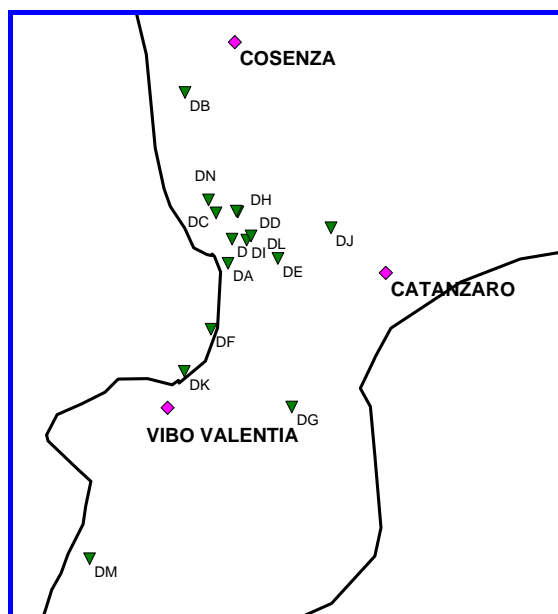 COSENZA
DB
DN
DH
DC
DD
DJ
D
DI
DL
DA
DE
CATANZARO
DF
DK
DG
VIBO VALENTIA
DM